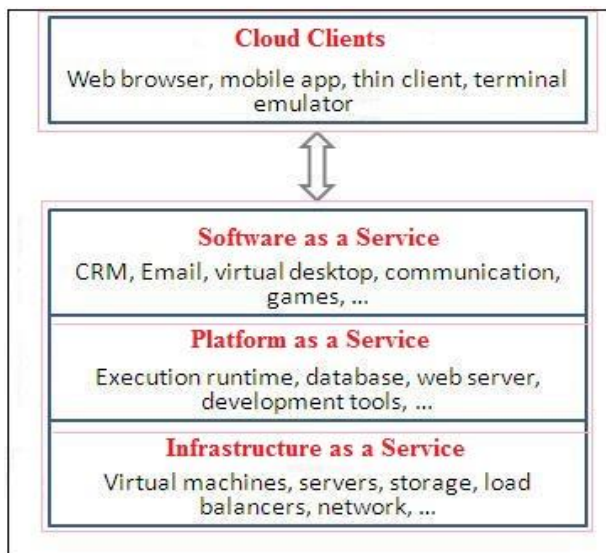 Cloud Clients
Web browser, mobile app, thin client, terminal
emulator
Software as a Service
CRM, Email, virtual desktop, communication,
games, ...
Platform as a Service
Execution runtime, database, web server,
development tools, ...
Infrastructure as a Service
Virtual machines, servers, storage, load
balancers, network, ...